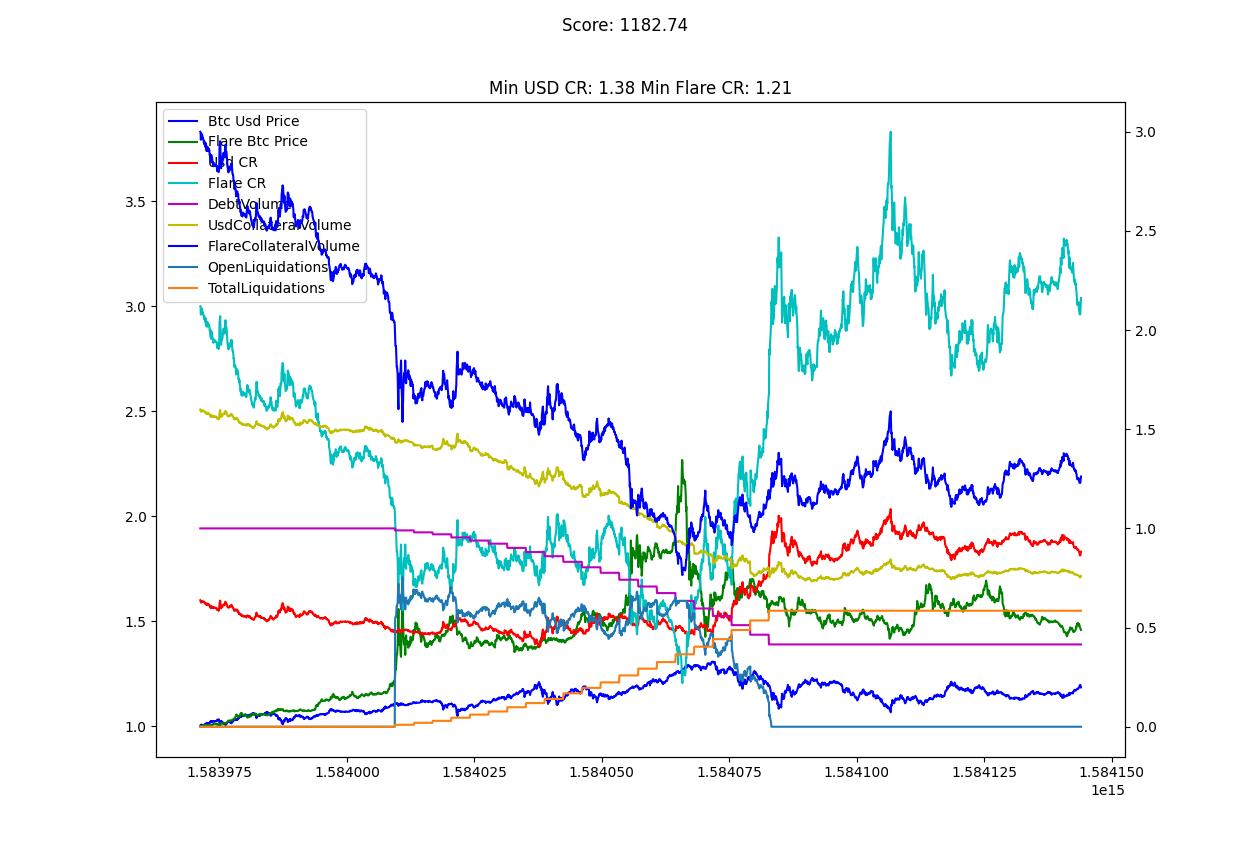 Score: 1182.74
Min USD CR: 1.38 Min Flare CR: 1.21
Btc Usd Price
Flare Btc Price
Usd CR
Flare CR
DebtVolume
UsdCollateralVolume
FlareCollateralVolume
OpenLiquidations
TotalLiquidations
3.5
3.0
2.5
2.0
1.5
1.0
3.0
2.5
2.0
1.5
1.0
0.5
0.0
1.583975
1.584000
1.584025
1.584050
1.584075
1.584100
1.584125
1.584150
1e15